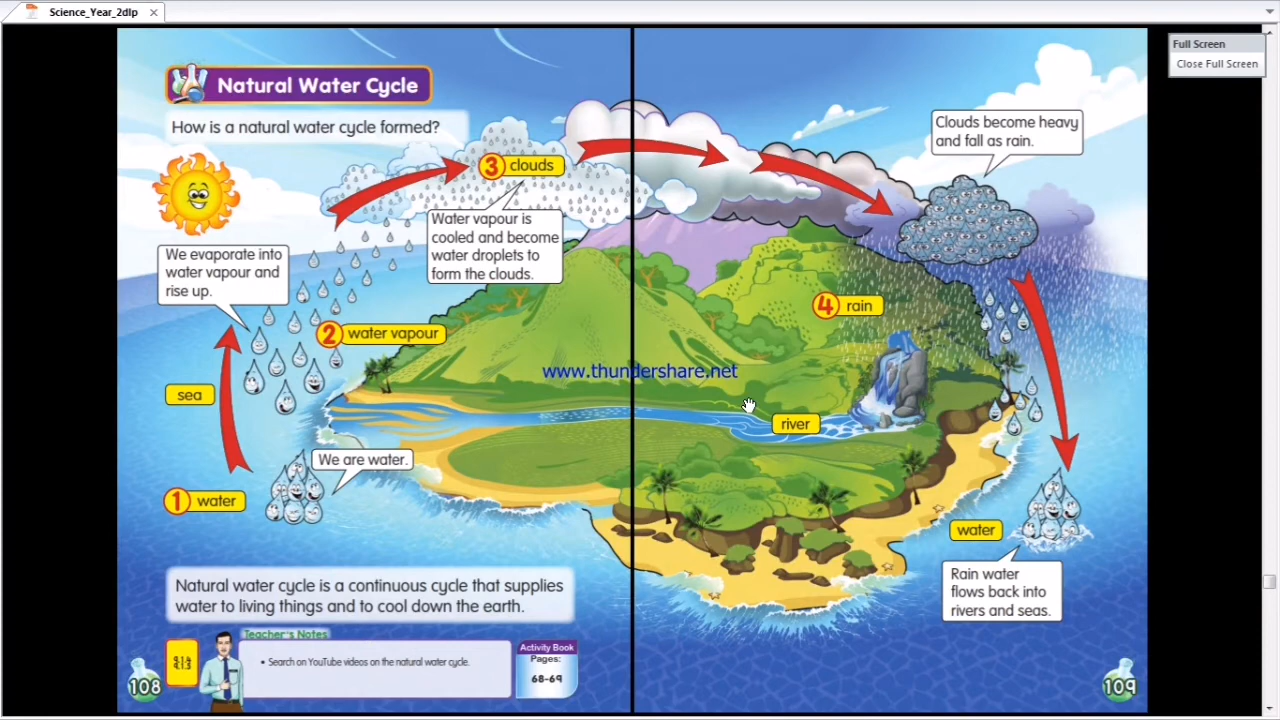 Science_Year_2dlp
Full Screen
Close Full Screen
Natural Water Cycle
How is a natural water cycle formed?
Clouds become heavy
and fall as rain.
3 clouds
Water vapour is
cooled and become
water droplets to
form the clouds.
We evaporate into
water vapour and
rise up.
4 rain
2 water vapour
www.thundershare.net
sea
river
We are water.
1 water
water
Rain water
flows back into
rivers and seas.
Natural water cycle is a continuous cycle that supplies
water to living things and to cool down the earth.
Teacher's Notes
• Search on YouTube videos on the natural water cycle.
Activity Book
Pages:
68-69
108
109